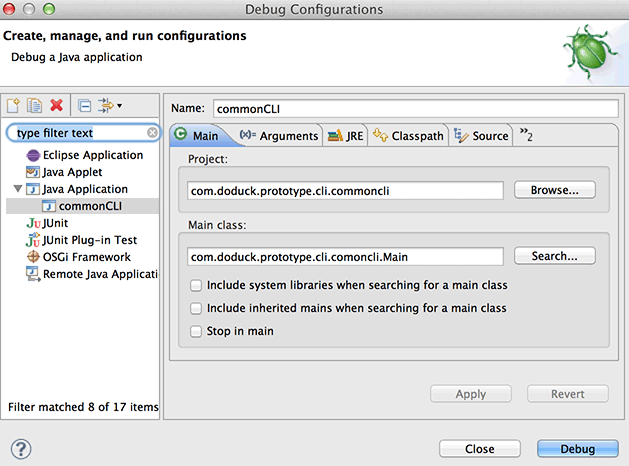 Debug Configurations
Create, manage, and run configurations
Debug a Java application
type filter text
Eclipse Application
Java Applet
Java Application
commonCLI
JUnit
JUnit Plug-in Test
OSGi Framework
Remote Java Applicati
Filter matched 8 of 17 items
Name: commonCLI
Main (x)= Arguments JRE Classpath Source »2
Project:
com.doduck.prototype.cli.commoncli Browse...
Main class:
com.doduck.prototype.cli.comoncli.Main Search...
Include system libraries when searching for a main class
Include inherited mains when searching for a main class
Stop in main
Apply Revert
? Close Debug